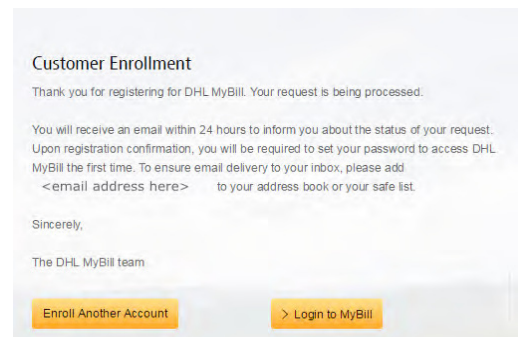 Customer Enrollment
Thank you for registering for DHL MyBill. Your request is being processed.
You will receive an email within 24 hours to inform you about the status of your request.
Upon registration confirmation, you will be required to set your password to access DHL
MyBill the first time. To ensure email delivery to your inbox, please add
<email address here> to your address book or your safe list.
Sincerely,
The DHL MyBill team
Enroll Another Account > Login to MyBill